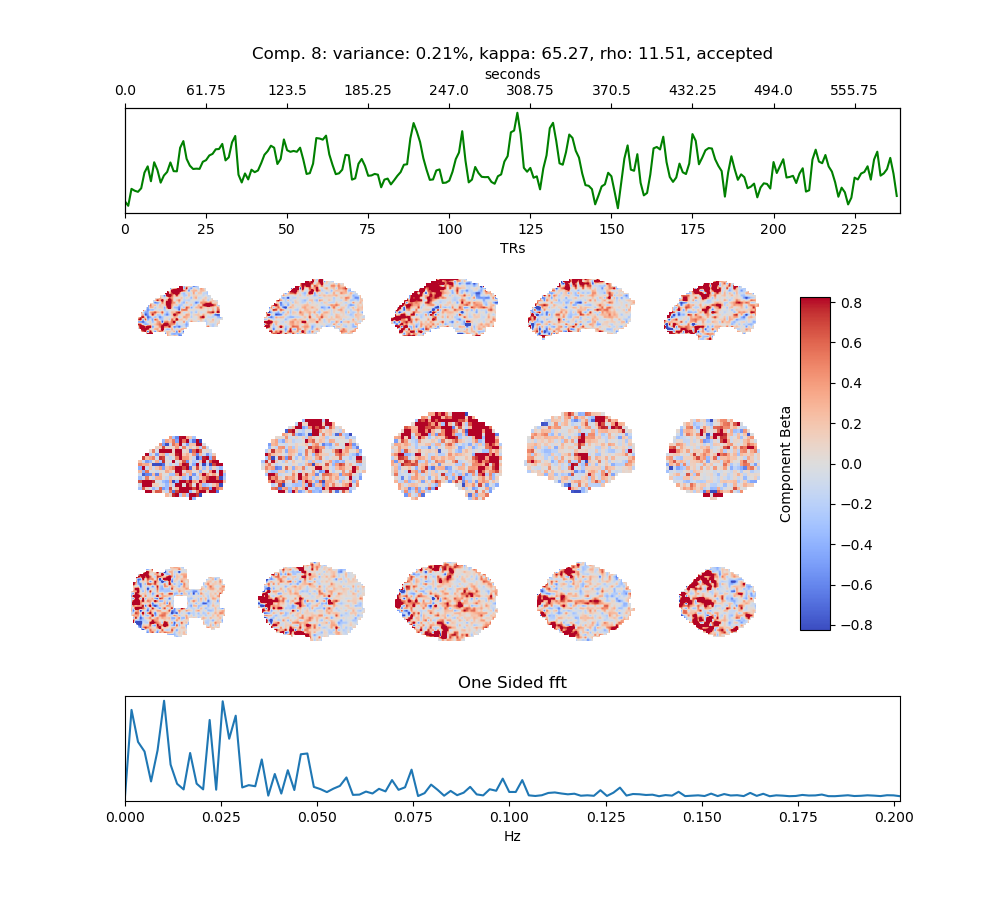 Comp. 8: variance: 0.21%, kappa: 65.27, rho: 11.51, accepted
seconds
0.0 61.75 123.5 185.25 247.0 308.75 370.5 432.25 494.0 555.75
0 25 50 75 100 125 150 175 200 225
TRs
0.8
0.6
0.4
0.2
0.0
−0.2
−0.4
−0.6
−0.8
Component Beta
One Sided fft
0.000 0.025 0.050 0.075 0.100 0.125 0.150 0.175 0.200
Hz